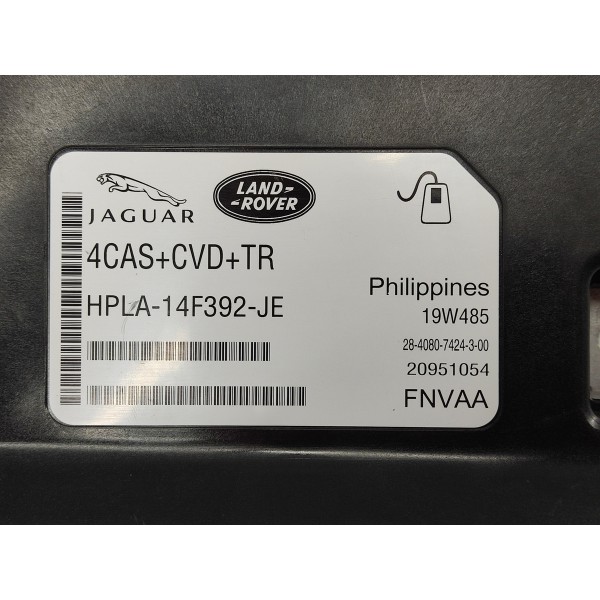 JAGUAR
LAND-
-ROVER
4CAS+CVD+TR
HPLA-14F392-JE
Philippines
19W485
28-4080-7424-3-00
20951054
FNVAA